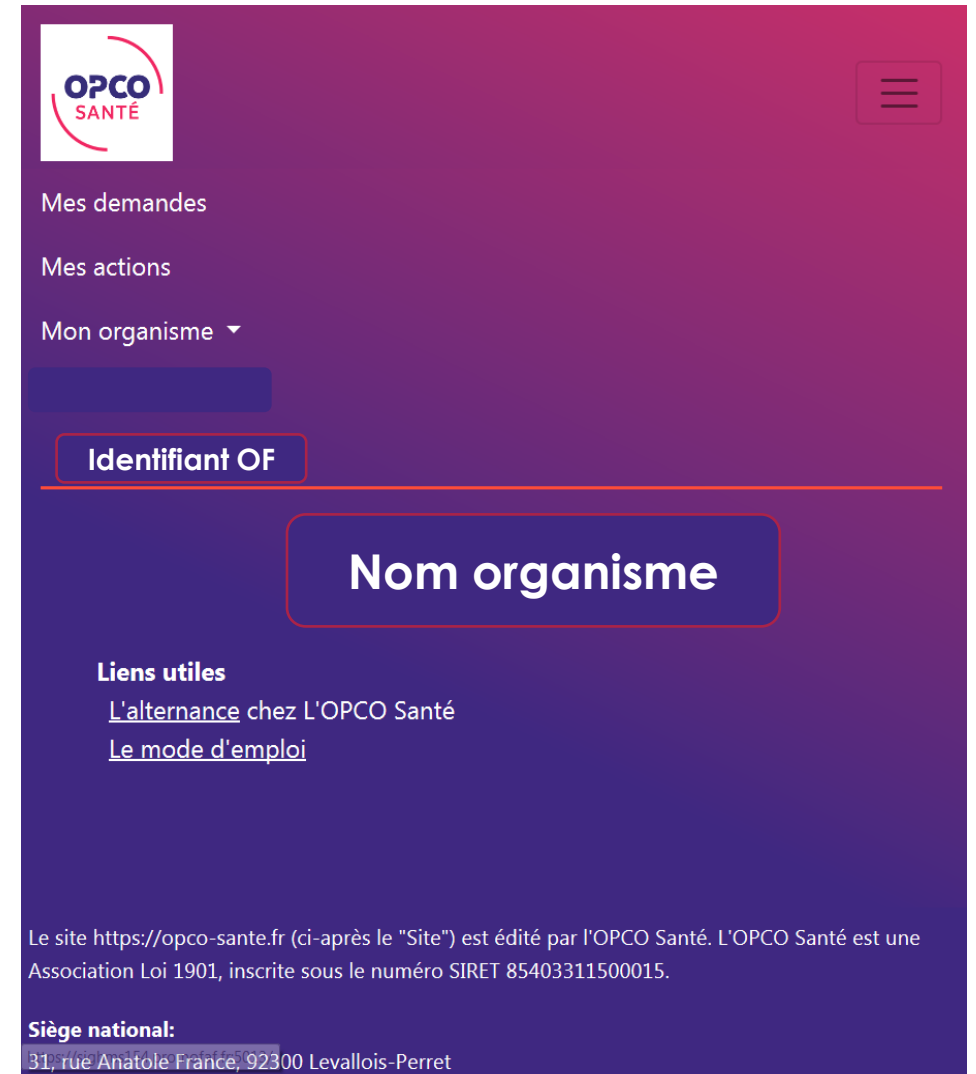 OPCO
SANTÉ
Mes demandes
Mes actions
Mon organisme
Identifiant OF
Nom organisme
Liens utiles
L'alternance chez L'OPCO Santé
Le mode d'emploi
Le site https://opco-sante.fr (ci-après le "Site") est édité par l'OPCO Santé. L'OPCO Santé est une
Association Loi 1901, inscrite sous le numéro SIRET 85403311500015.
Siège national:
31, rue Anatole France, 92300 Levallois-Perret